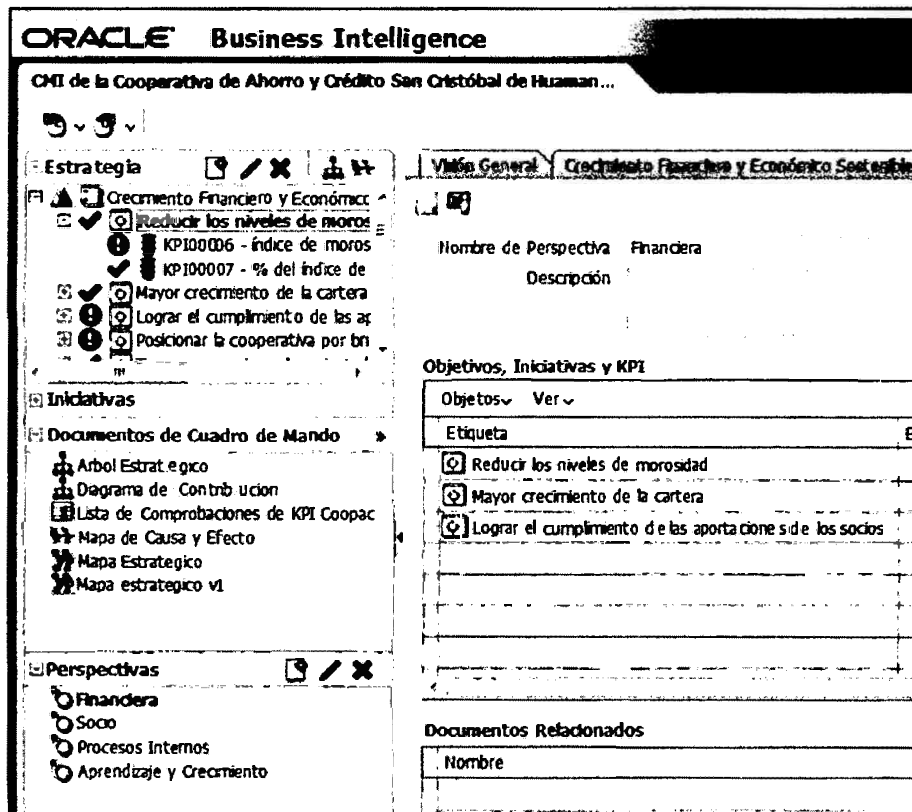 ORACLE Business Intelligence
CMI de la Cooperativa de Ahorro y Crédito San Cristóbal de Huaman...
Estrategia
Crecimiento Financiero y Económicc
Reducir los niveles de moros
KPI00006 - índice de moros
KPI00007 - % del índice de
Mayor crecimiento de la cartera
Lograr el cumplimiento de las ap
Posicionar la cooperativa por bri
Iniciativas
Documentos de Cuadro de Mando »
Arbol Estrategico
Diagrama de Contribucion
Lista de Comprobaciones de KPI Coopac
Mapa de Causa y Efecto
Mapa Estrategico
Mapa estrategico v1
Perspectivas
Financiera
Socio
Procesos Internos
Aprendizaje y Crecimiento
Visión General
Crecimiento Financiero y Económico Sostenible
Nombre de Perspectiva Financiera
Descripción
Objetivos, Iniciativas y KPI
Objetos Ver
Etiqueta E
Reducir los niveles de morosidad
Mayor crecimiento de la cartera
Lograr el cumplimiento de las aportaciones de los socios
Documentos Relacionados
Nombre